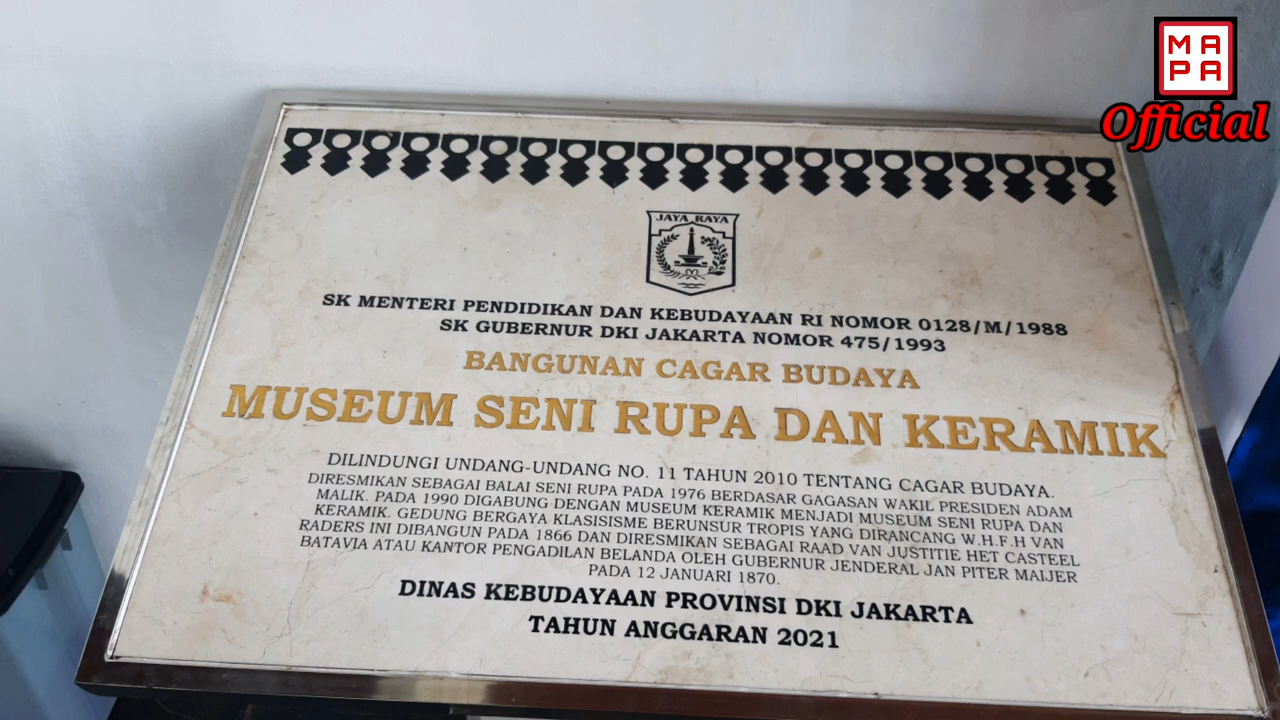 MA
PA
Official
JAYA RAYA
SK MENTERI PENDIDIKAN DAN KEBUDAYAAN RI NOMOR 0128/M/1988
SK GUBERNUR DKI JAKARTA NOMOR 475/1993
BANGUNAN CAGAR BUDAYA
MUSEUM SENI RUPA DAN KERAMIK
DILINDUNGI UNDANG-UNDANG NO. 11 TAHUN 2010 TENTANG CAGAR BUDAYA.
DIRESMIKAN SEBAGAI BALAI SENI RUPA PADA 1976 BERDASAR GAGASAN WAKIL PRESIDEN ADAM
MALIK. PADA 1990 DIGABUNG DENGAN MUSEUM KERAMIK MENJADI MUSEUM SENI RUPA DAN
KERAMIK. GEDUNG BERGAYA KLASISISME BERUNSUR TROPIS YANG DIRANCANG W.H.F.H VAN
RADERS INI DIBANGUN PADA 1866 DAN DIRESMIKAN SEBAGAI RAAD VAN JUSTITIE HET CASTEEL
BATAVIA ATAU KANTOR PENGADILAN BELANDA OLEH GUBERNUR JENDERAL JAN PITER MAIJER
PADA 12 JANUARI 1870.
DINAS KEBUDAYAAN PROVINSI DKI JAKARTA
TAHUN ANGGARAN 2021